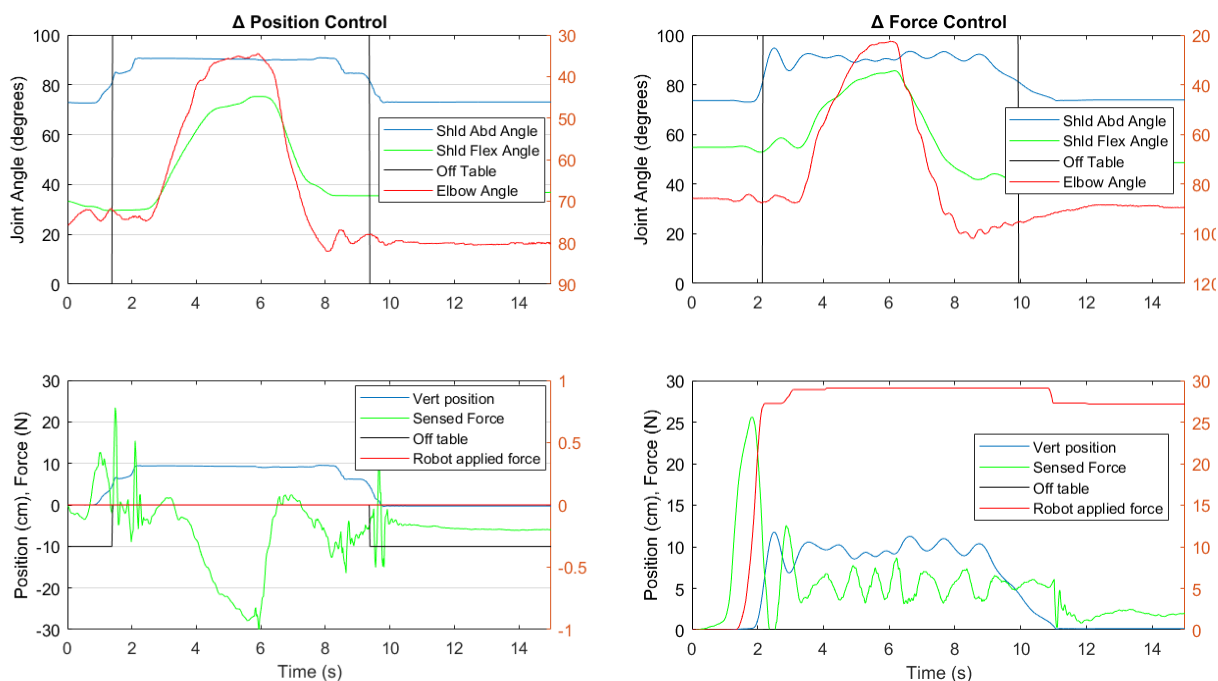 Δ Position Control
Joint Angle (degrees)
100
80
60
40
20
0
30
40
50
60
70
80
90
0 2 4 6 8 10 12 14
Shld Abd Angle
Shld Flex Angle
Off Table
Elbow Angle
Δ Force Control
Joint Angle (degrees)
100
80
60
40
20
0
20
40
60
80
100
120
0 2 4 6 8 10 12 14
Shld Abd Angle
Shld Flex Angle
Off Table
Elbow Angle
Position (cm), Force (N)
30
20
10
0
-10
-20
-30
1
0.5
0
-0.5
-1
0 2 4 6 8 10 12 14
Time (s)
Vert position
Sensed Force
Off table
Robot applied force
Position (cm), Force (N)
30
25
20
15
10
5
0
30
25
20
15
10
5
0
0 2 4 6 8 10 12 14
Time (s)
Vert position
Sensed Force
Off table
Robot applied force